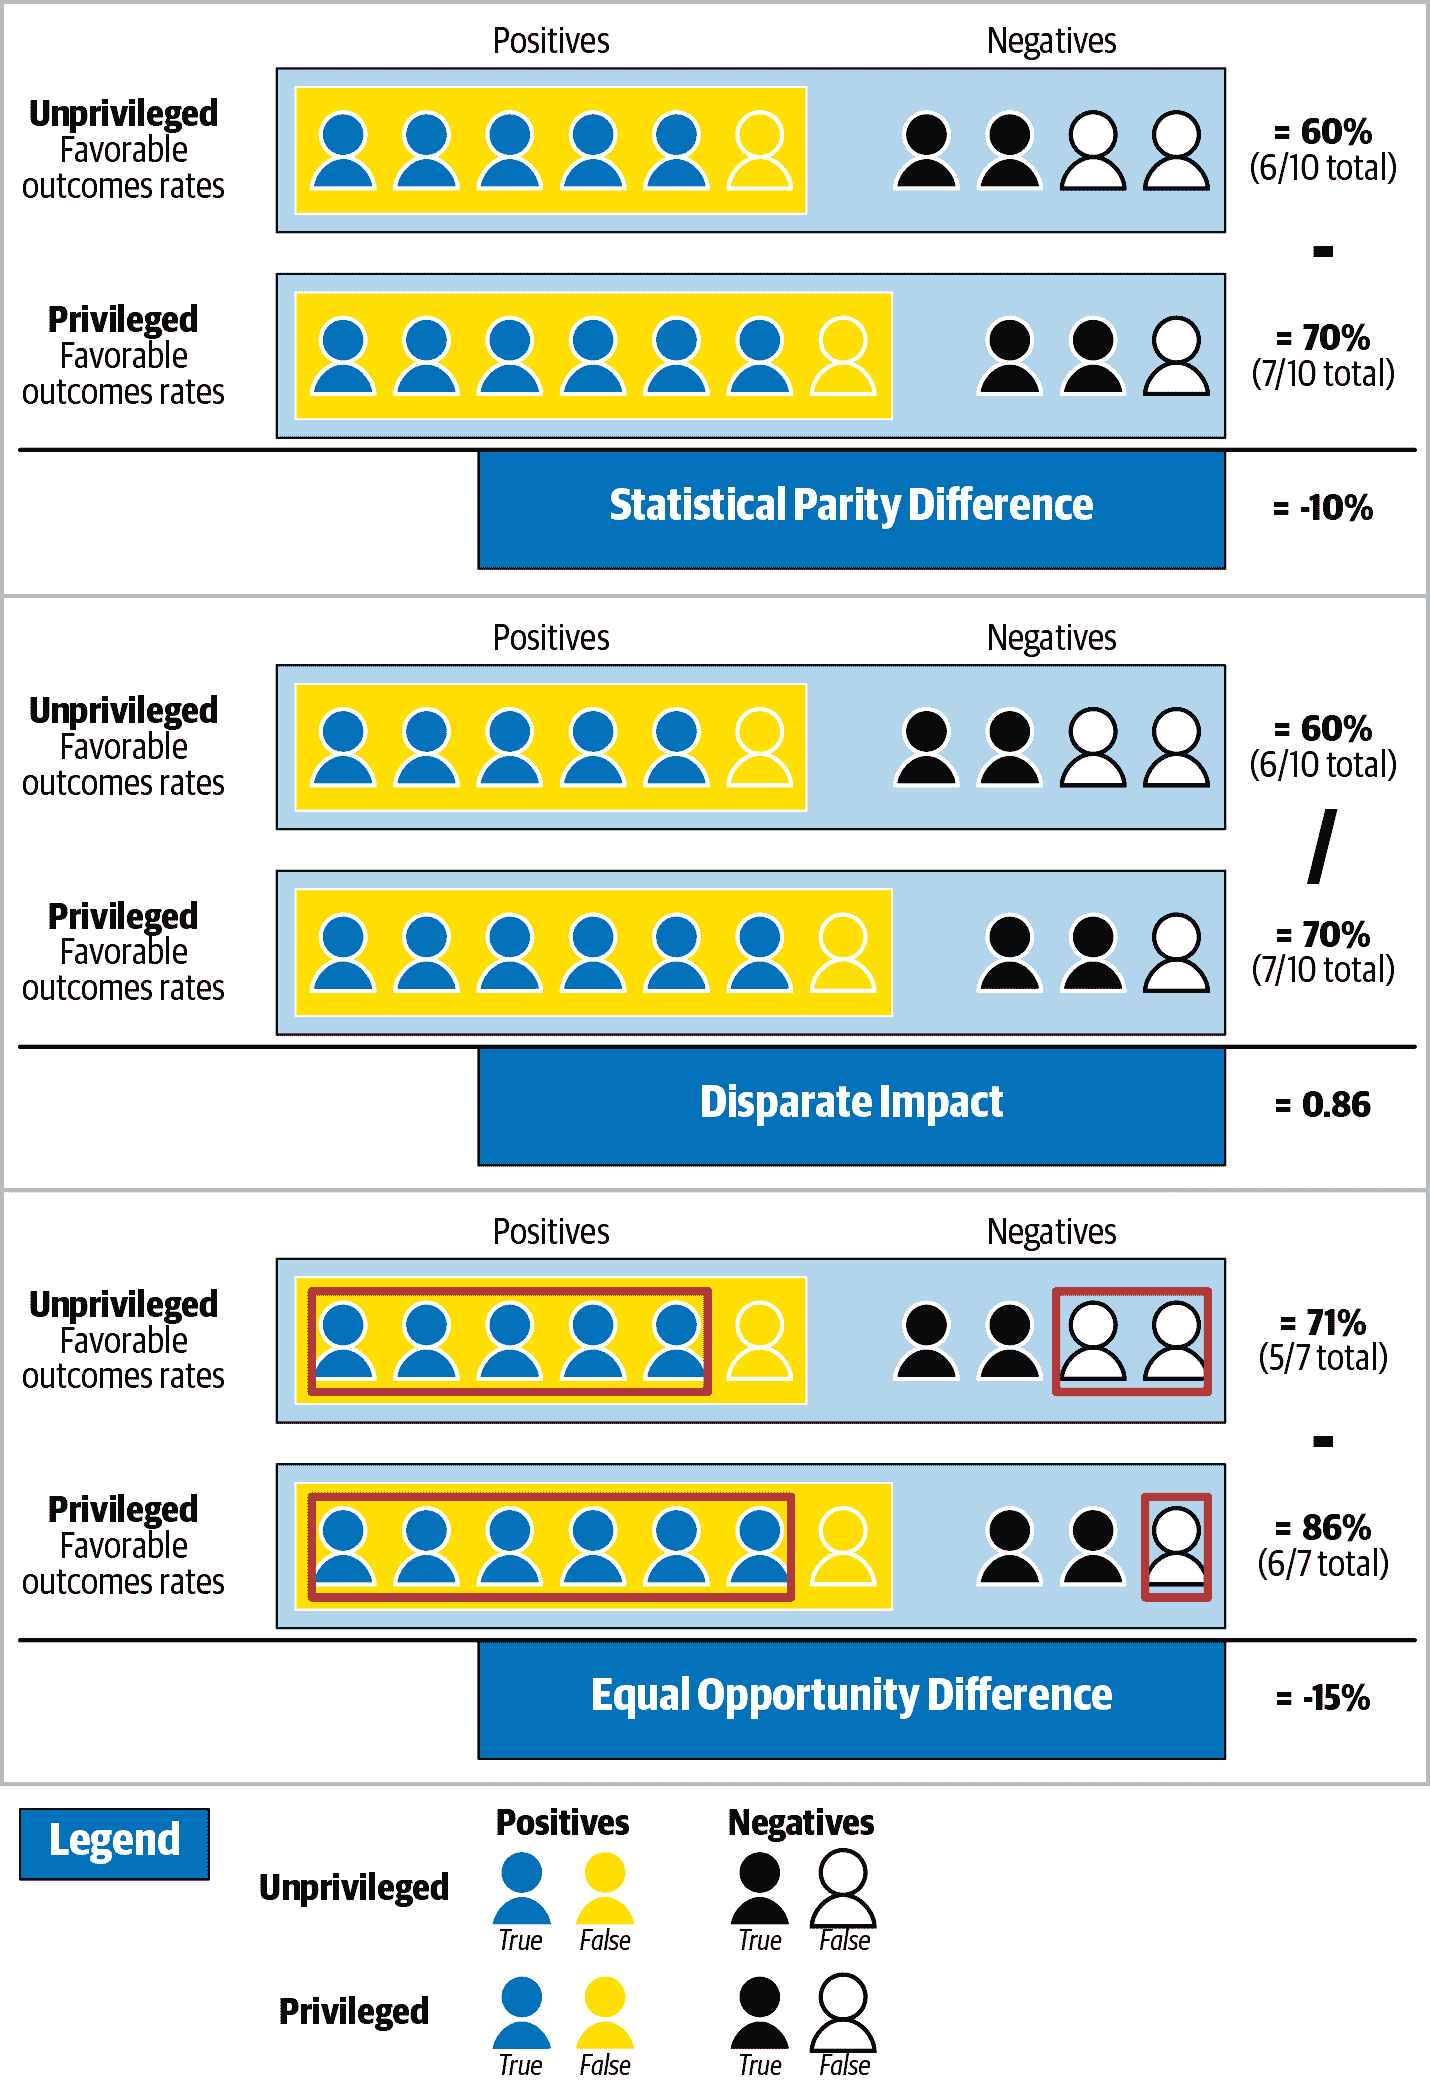 Positives Negatives
Unprivileged
Favorable
outcomes rates
= 60%
(6/10 total)
-
Privileged
Favorable
outcomes rates
= 70%
(7/10 total)
Statistical Parity Difference
= -10%
Positives Negatives
Unprivileged
Favorable
outcomes rates
= 60%
(6/10 total)
/
Privileged
Favorable
outcomes rates
= 70%
(7/10 total)
Disparate Impact
= 0.86
Positives Negatives
Unprivileged
Favorable
outcomes rates
= 71%
(5/7 total)
-
Privileged
Favorable
outcomes rates
= 86%
(6/7 total)
Equal Opportunity Difference
= -15%
Legend
Positives Negatives
Unprivileged
True False True False
Privileged
True False True False